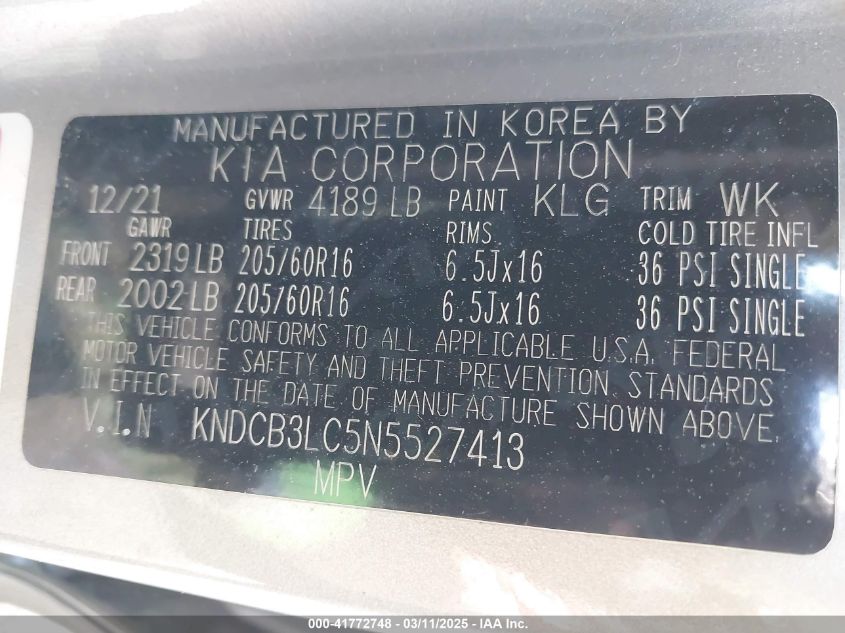 MANUFACTURED IN KOREA BY
KIA CORPORATION
12/21 GVWR 4189 LB PAINT KLG TRIM WK
GAWR TIRES RIMS COLD TIRE INFL
FRONT 2319 LB 205/60R16 6.5Jx16 36 PSI SINGLE
REAR 2002 LB 205/60R16 6.5Jx16 36 PSI SINGLE
THIS VEHICLE CONFORMS TO ALL APPLICABLE U.S.A. FEDERAL
MOTOR VEHICLE SAFETY AND THEFT PREVENTION STANDARDS
IN EFFECT ON THE DATE OF MANUFACTURE SHOWN ABOVE.
V.I.N KNDCB3LC5N5527413
MPV
000-41772748 - 03/11/2025 - IAA Inc.